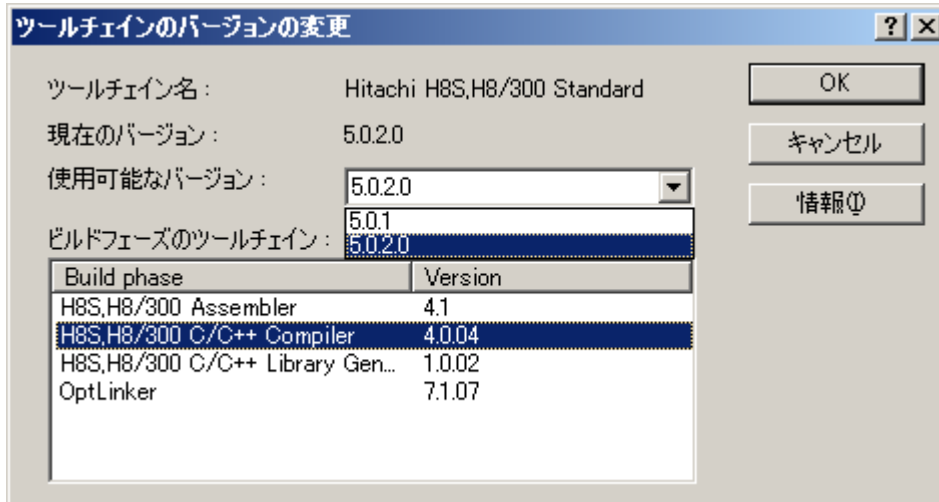 ツールチェインのバージョンの変更
ツールチェイン名： Hitachi H8S,H8/300 Standard
OK
現在のバージョン： 5.0.2.0
キャンセル
使用可能なバージョン： 5.0.2.0
情報(I)
5.0.1
ビルドフェーズのツールチェイン： 5.0.2.0
Build phase Version
H8S,H8/300 Assembler 4.1
H8S,H8/300 C/C++ Compiler 4.0.04
H8S,H8/300 C/C++ Library Gen... 1.0.02
OptLinker 7.1.07